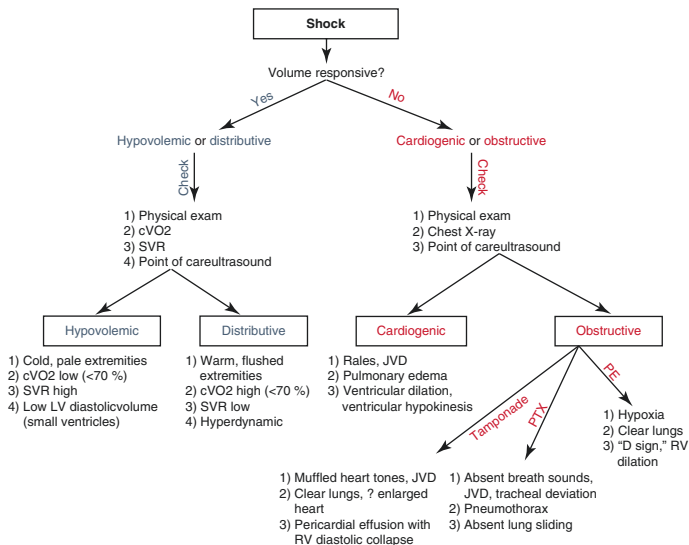 Shock
Volume responsive?
Yes
No
Hypovolemic or distributive
Cardiogenic or obstructive
Check
Check
1) Physical exam
2) cVO2
3) SVR
4) Point of careultrasound
1) Physical exam
2) Chest X-ray
3) Point of careultrasound
Hypovolemic
Distributive
Cardiogenic
Obstructive
1) Cold, pale extremities
2) cVO2 low (<70 %)
3) SVR high
4) Low LV diastolicvolume
(small ventricles)
1) Warm, flushed
extremities
2) cVO2 high (<70 %)
3) SVR low
4) Hyperdynamic
1) Rales, JVD
2) Pulmonary edema
3) Ventricular dilation,
ventricular hypokinesis
Tamponade
PTX
PE
1) Hypoxia
2) Clear lungs
3) “D sign,” RV
dilation
1) Muffled heart tones, JVD
2) Clear lungs, ? enlarged
heart
3) Pericardial effusion with
RV diastolic collapse
1) Absent breath sounds,
JVD, tracheal deviation
2) Pneumothorax
3) Absent lung sliding